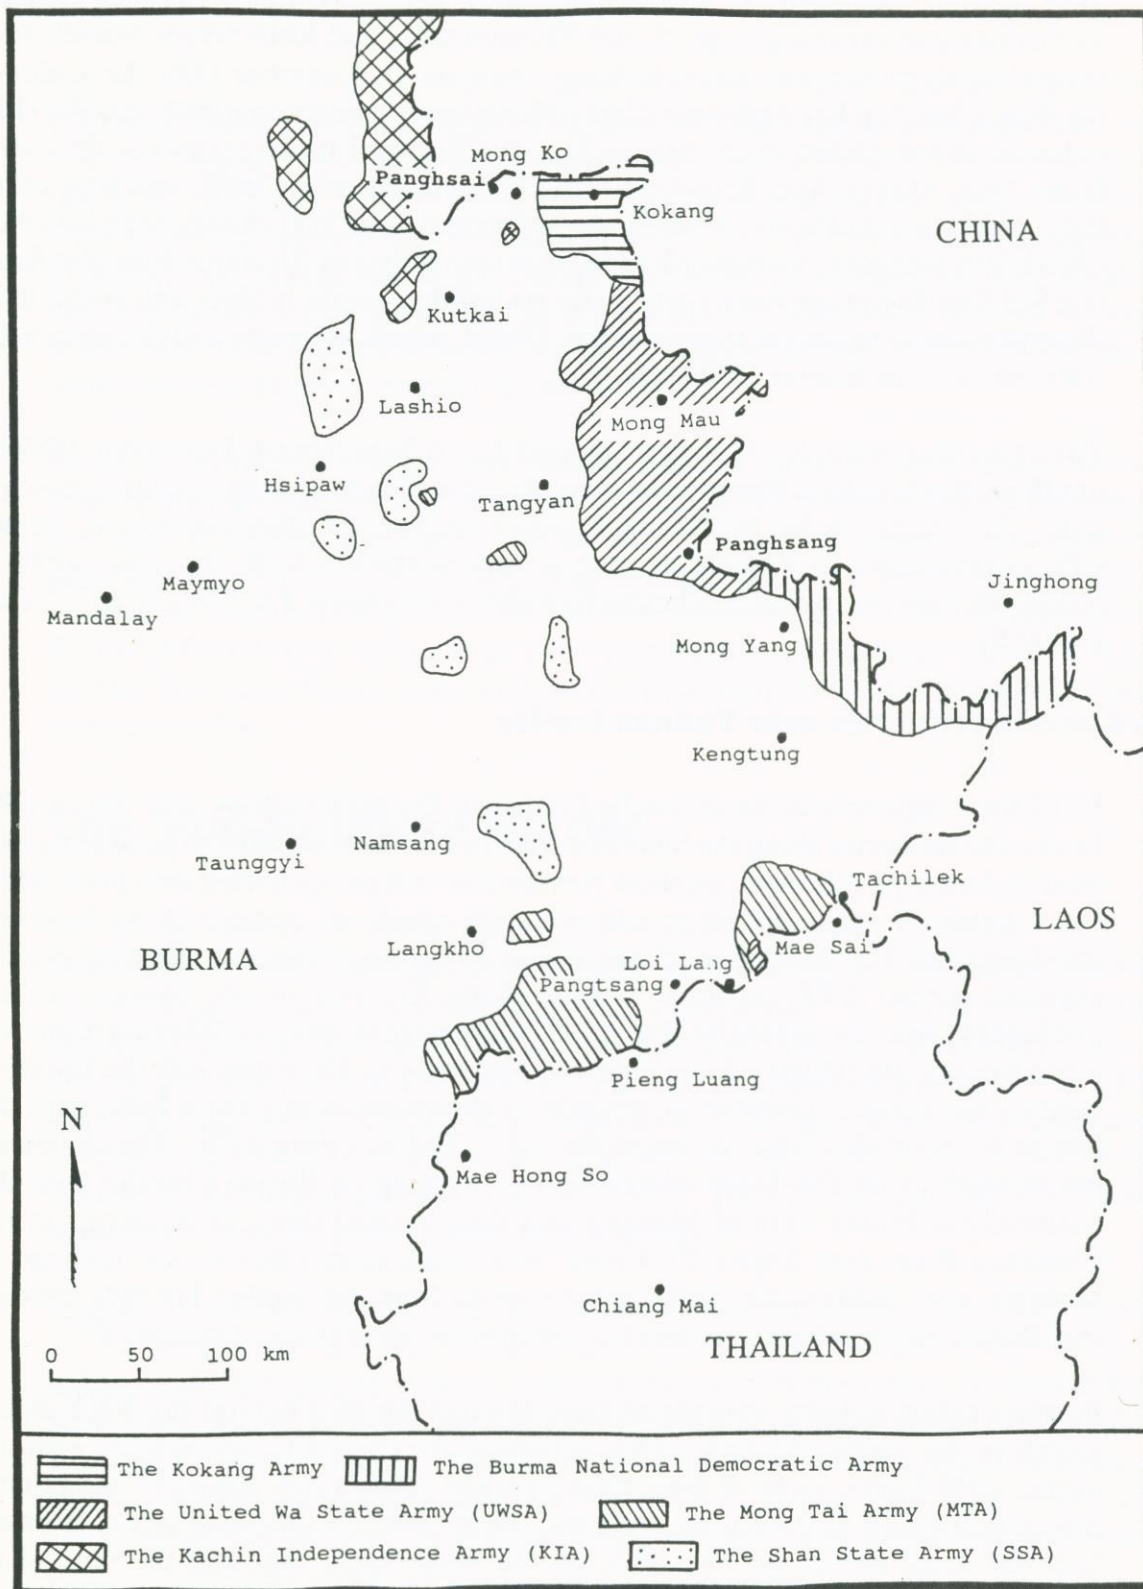 Mong Ko
Panghsai
Kokang
CHINA
Kutkai
Lashio
Mong Mau
Hsipaw
Tangyan
Panghsang
Maymyo
Jinghong
Mandalay
Mong Yang
Kengtung
Namsang
Taunggyi
Tachilek
LAOS
Langkho
Mae Sai
BURMA
Loi Lang
Pangtsang
Pieng Luang
N
Mae Hong So
Chiang Mai
THAILAND
0 50 100 km
The Kokang Army The Burma National Democratic Army
The United Wa State Army (UWSA) The Mong Tai Army (MTA)
The Kachin Independence Army (KIA) The Shan State Army (SSA)